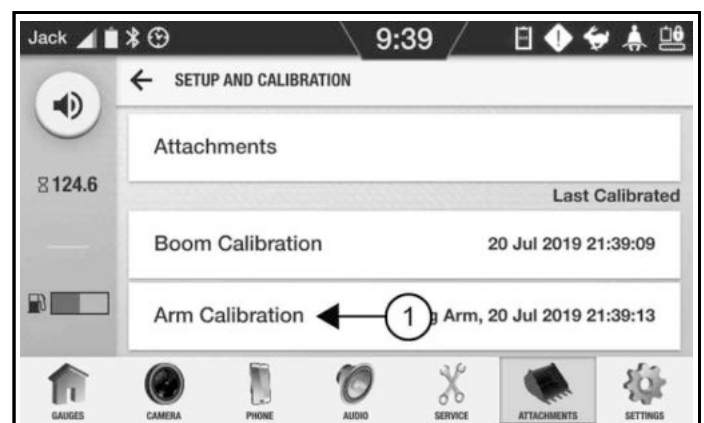 Jack 9:39
SETUP AND CALIBRATION
Attachments
124.6
Last Calibrated
Boom Calibration 20 Jul 2019 21:39:09
Arm Calibration 1 Arm, 20 Jul 2019 21:39:13
GAUGES CAMERA PHONE AUDIO SERVICE ATTACHMENTS SETTINGS